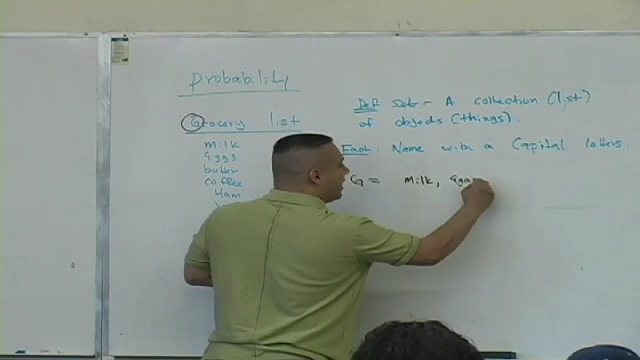 Probability
Grocery list
milk
eggs
butter
coffee
Ham
Def set - A collection (list)
of objects (things).
Fact: Name with a Capital letters.
G = milk, eggs